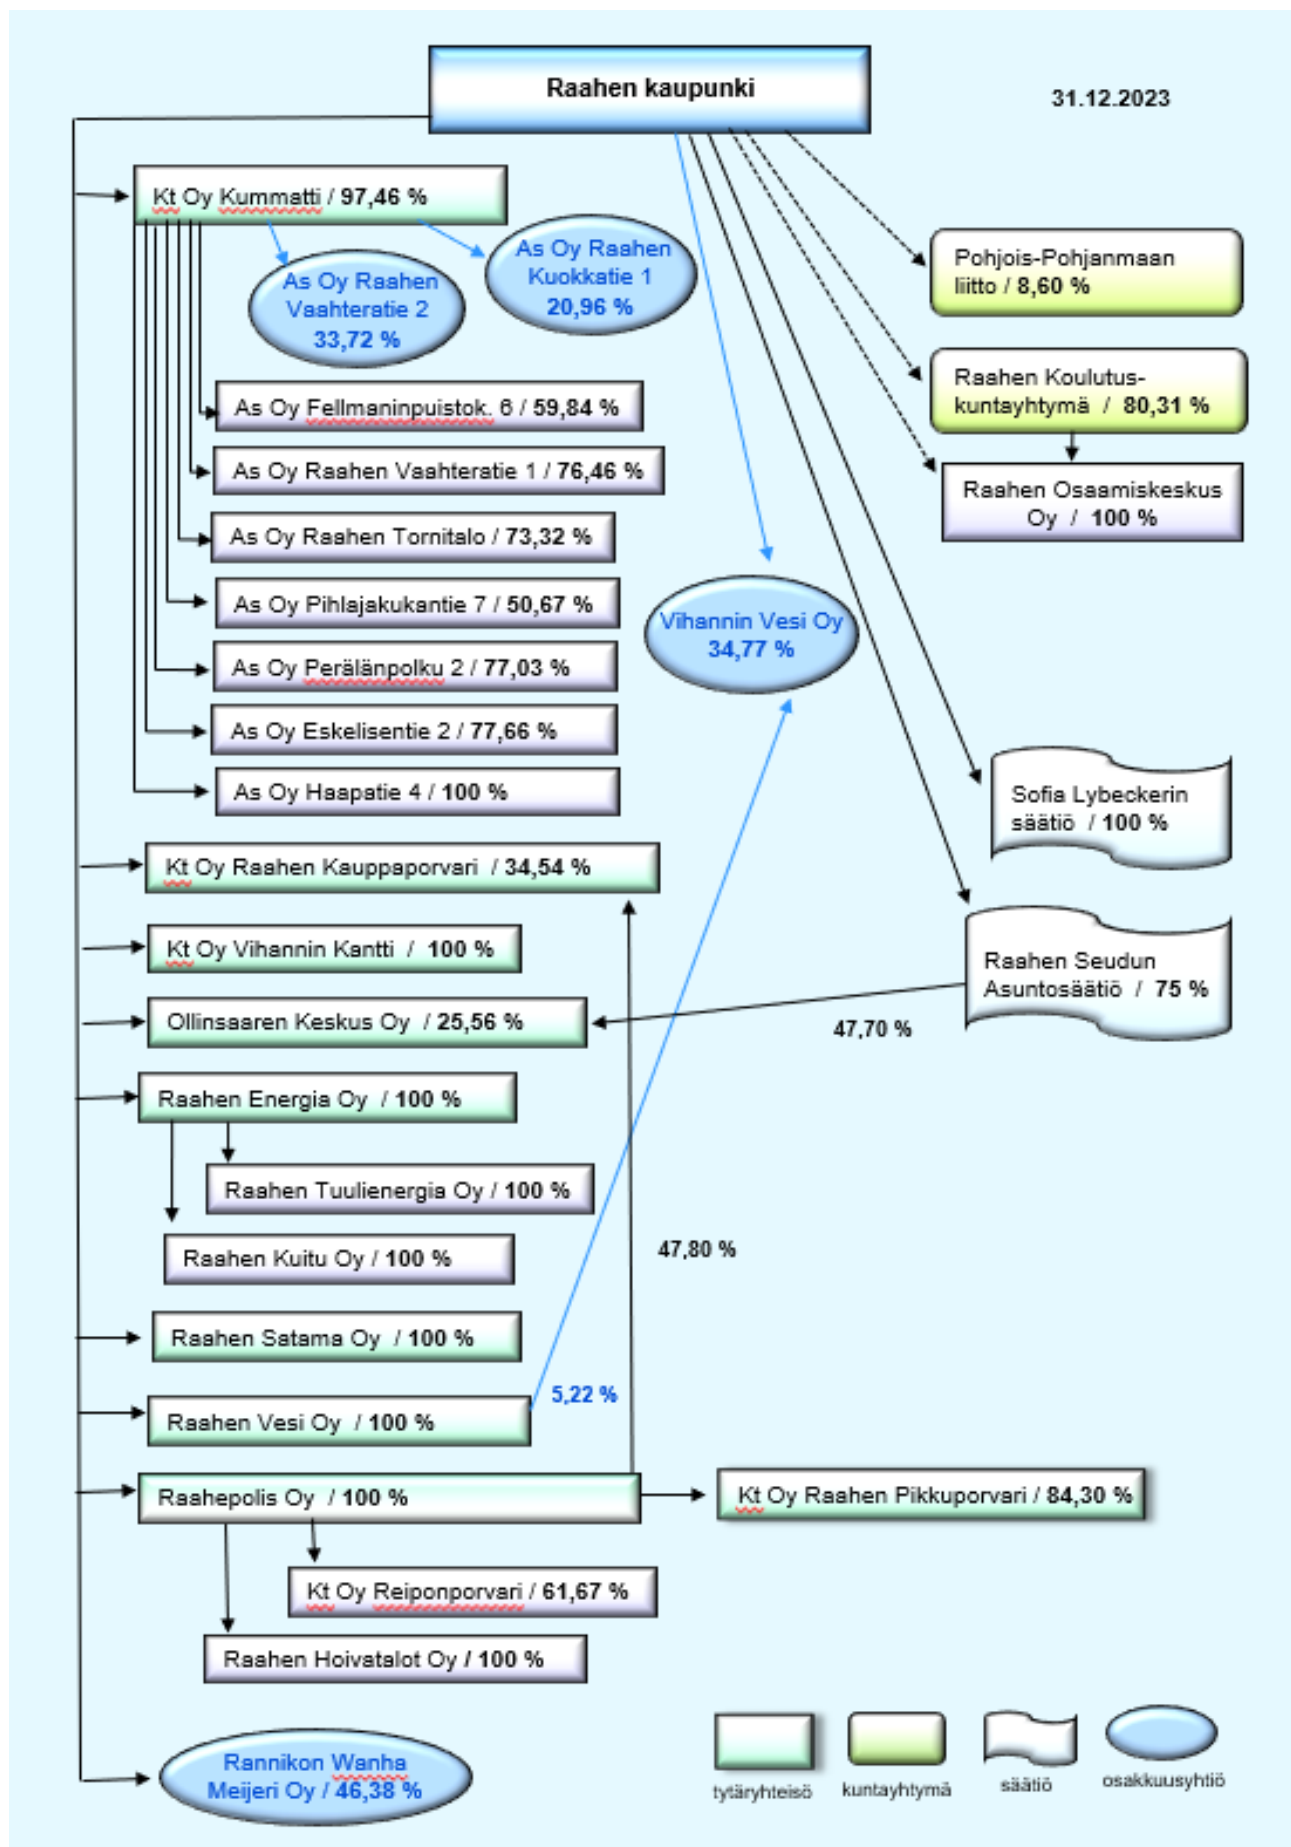 Raahen kaupunki
31.12.2023
Kt Oy Kummatti / 97,46 %
As Oy Raahen
Kuokkatie 1
20,96 %
As Oy Raahen
Vaahteratie 2
33,72 %
Pohjois-Pohjanmaan
liitto / 8,60 %
Raahen Koulutus-
kuntayhtymä / 80,31 %
Raahen Osaamiskeskus
Oy / 100 %
As Oy Fellmaninpuistok. 6 / 59,84 %
As Oy Raahen Vaahteratie 1 / 76,46 %
As Oy Raahen Tornitalo / 73,32 %
As Oy Pihlajakukantie 7 / 50,67 %
As Oy Perälänpolku 2 / 77,03 %
As Oy Eskelisentie 2 / 77,66 %
As Oy Haapatie 4 / 100 %
Vihannin Vesi Oy
34,77 %
Sofia Lybeckerin
säätiö / 100 %
Kt Oy Raahen Kauppaporvari / 34,54 %
Kt Oy Vihannin Kantti / 100 %
Raahen Seudun
Asuntosäätiö / 75 %
Ollinsaaren Keskus Oy / 25,56 %
47,70 %
Raahen Energia Oy / 100 %
Raahen Tuulienergia Oy / 100 %
Raahen Kuitu Oy / 100 %
47,80 %
Raahen Satama Oy / 100 %
5,22 %
Raahen Vesi Oy / 100 %
Raahepolis Oy / 100 %
Kt Oy Raahen Pikkuporvari / 84,30 %
Kt Oy Reiponporvari / 61,67 %
Raahen Hoivatalot Oy / 100 %
Rannikon Wanha
Meijeri Oy / 46,38 %
tytäryhteisö
kuntayhtymä
säätiö
osakkuusyhtiö